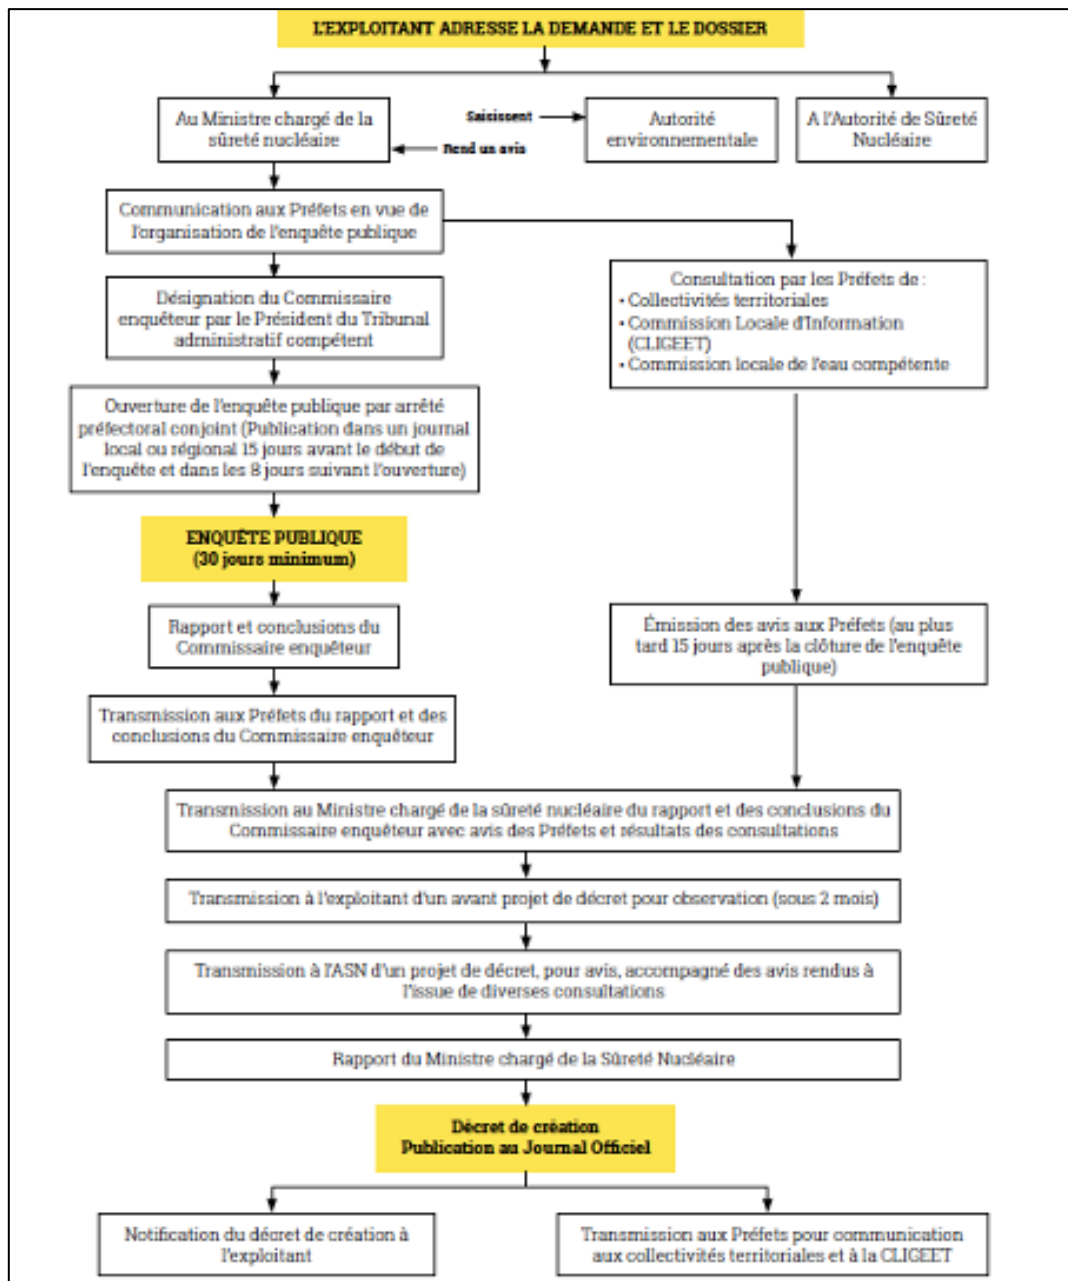 L'EXPLOITANT ADRESSE LA DEMANDE ET LE DOSSIER
Au Ministre chargé de la
sûreté nucléaire
Saisissent
Rend un avis
Autorité
environnementale
A l'Autorité de Sûreté
Nucléaire
Communication aux Préfets en vue de
l'organisation de l'enquête publique
Désignation du Commissaire
enquêteur par le Président du Tribunal
administratif compétent
Consultation par les Préfets de :
• Collectivités territoriales
• Commission Locale d'Information
(CLIGEET)
• Commission locale de l'eau compétente
Ouverture de l'enquête publique par arrêté
préfectoral conjoint (Publication dans un journal
local ou régional 15 jours avant le début de
l'enquête et dans les 8 jours suivant l'ouverture)
ENQUÊTE PUBLIQUE
(30 jours minimum)
Rapport et conclusions du
Commissaire enquêteur
Émission des avis aux Préfets (au plus
tard 15 jours après la clôture de l'enquête
publique)
Transmission aux Préfets du rapport et des
conclusions du Commissaire enquêteur
Transmission au Ministre chargé de la sûreté nucléaire du rapport et des conclusions du
Commissaire enquêteur avec avis des Préfets et résultats des consultations
Transmission à l'exploitant d'un avant projet de décret pour observation (sous 2 mois)
Transmission à l'ASN d'un projet de décret, pour avis, accompagné des avis rendus à
l'issue de diverses consultations
Rapport du Ministre chargé de la Sûreté Nucléaire
Décret de création
Publication au Journal Officiel
Notification du décret de création à
l'exploitant
Transmission aux Préfets pour communication
aux collectivités territoriales et à la CLIGEET